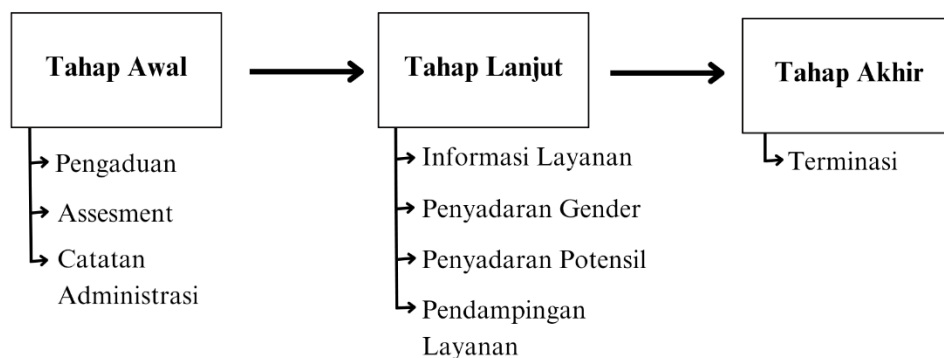 Tahap Awal
Pengaduan
Assesment
Catatan
Administrasi
Tahap Lanjut
Informasi Layanan
Penyadaran Gender
Penyadaran Potensil
Pendampingan
Layanan
Tahap Akhir
Terminasi